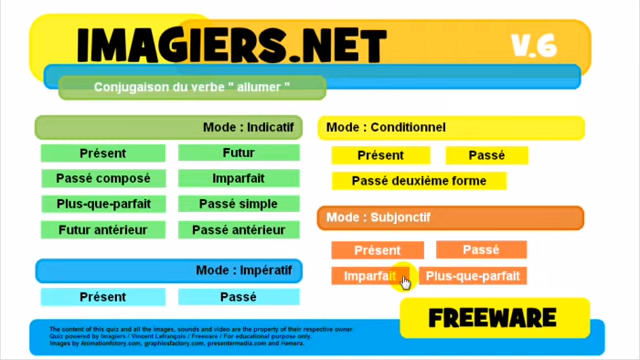 IMAGIERS.NET
V.6
Conjugaison du verbe " allumer "
Mode : Indicatif
Présent
Futur
Passé composé
Imparfait
Plus-que-parfait
Passé simple
Futur antérieur
Passé antérieur
Mode : Impératif
Présent
Passé
Mode : Conditionnel
Présent
Passé
Passé deuxième forme
Mode : Subjonctif
Présent
Passé
Imparfait
Plus-que-parfait
FREEWARE
The content of this quiz and all the images, sounds and video are the property of their respective owner.
Quiz powered by Imagiers / Vincent Lefrançois / Freeware / For educational purpose only.
Images by Animationfctory.com, graphicsfactory.com, presentermedia.com and Hemera.